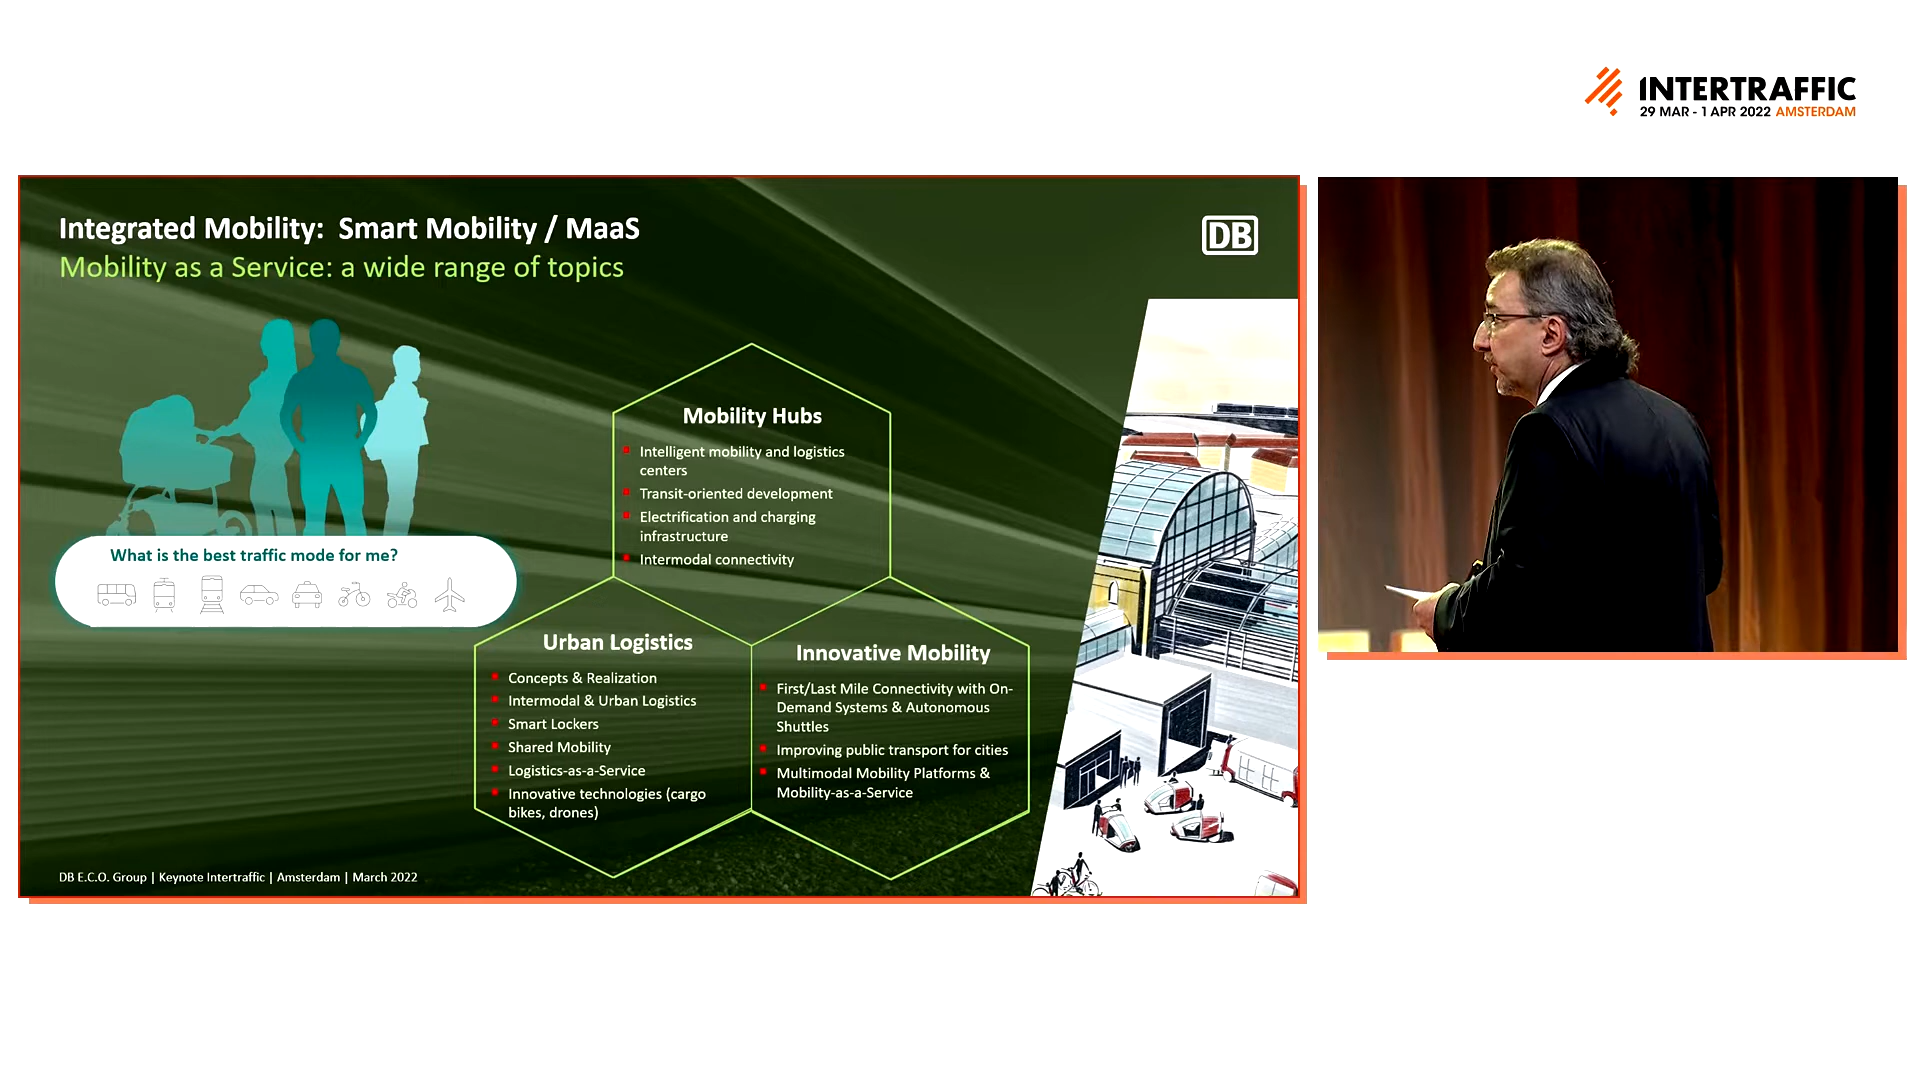 INTERTRAFFIC
29 MAR - 1 APR 2022 AMSTERDAM
Integrated Mobility:  Smart Mobility / MaaS
Mobility as a Service: a wide range of topics
DB
Mobility Hubs
Intelligent mobility and logistics
centers
Transit-oriented development
Electrification and charging
infrastructure
Intermodal connectivity
What is the best traffic mode for me?
Urban Logistics
Concepts & Realization
Intermodal & Urban Logistics
Smart Lockers
Shared Mobility
Logistics-as-a-Service
Innovative technologies (cargo
bikes, drones)
Innovative Mobility
First/Last Mile Connectivity with On-
Demand Systems & Autonomous
Shuttles
Improving public transport for cities
Multimodal Mobility Platforms &
Mobility-as-a-Service
DB E.C.O. Group | Keynote Intertraffic | Amsterdam | March 2022